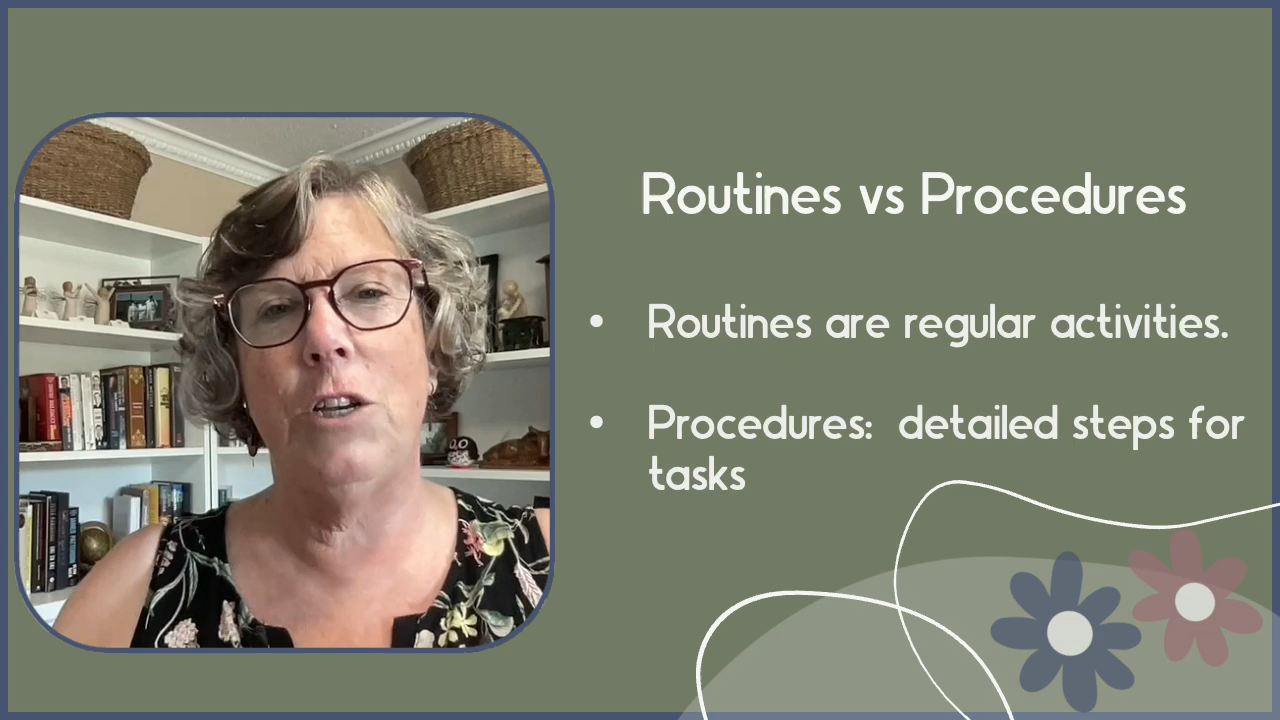 Routines vs Procedures
• Routines are regular activities.
• Procedures:  detailed steps for
tasks